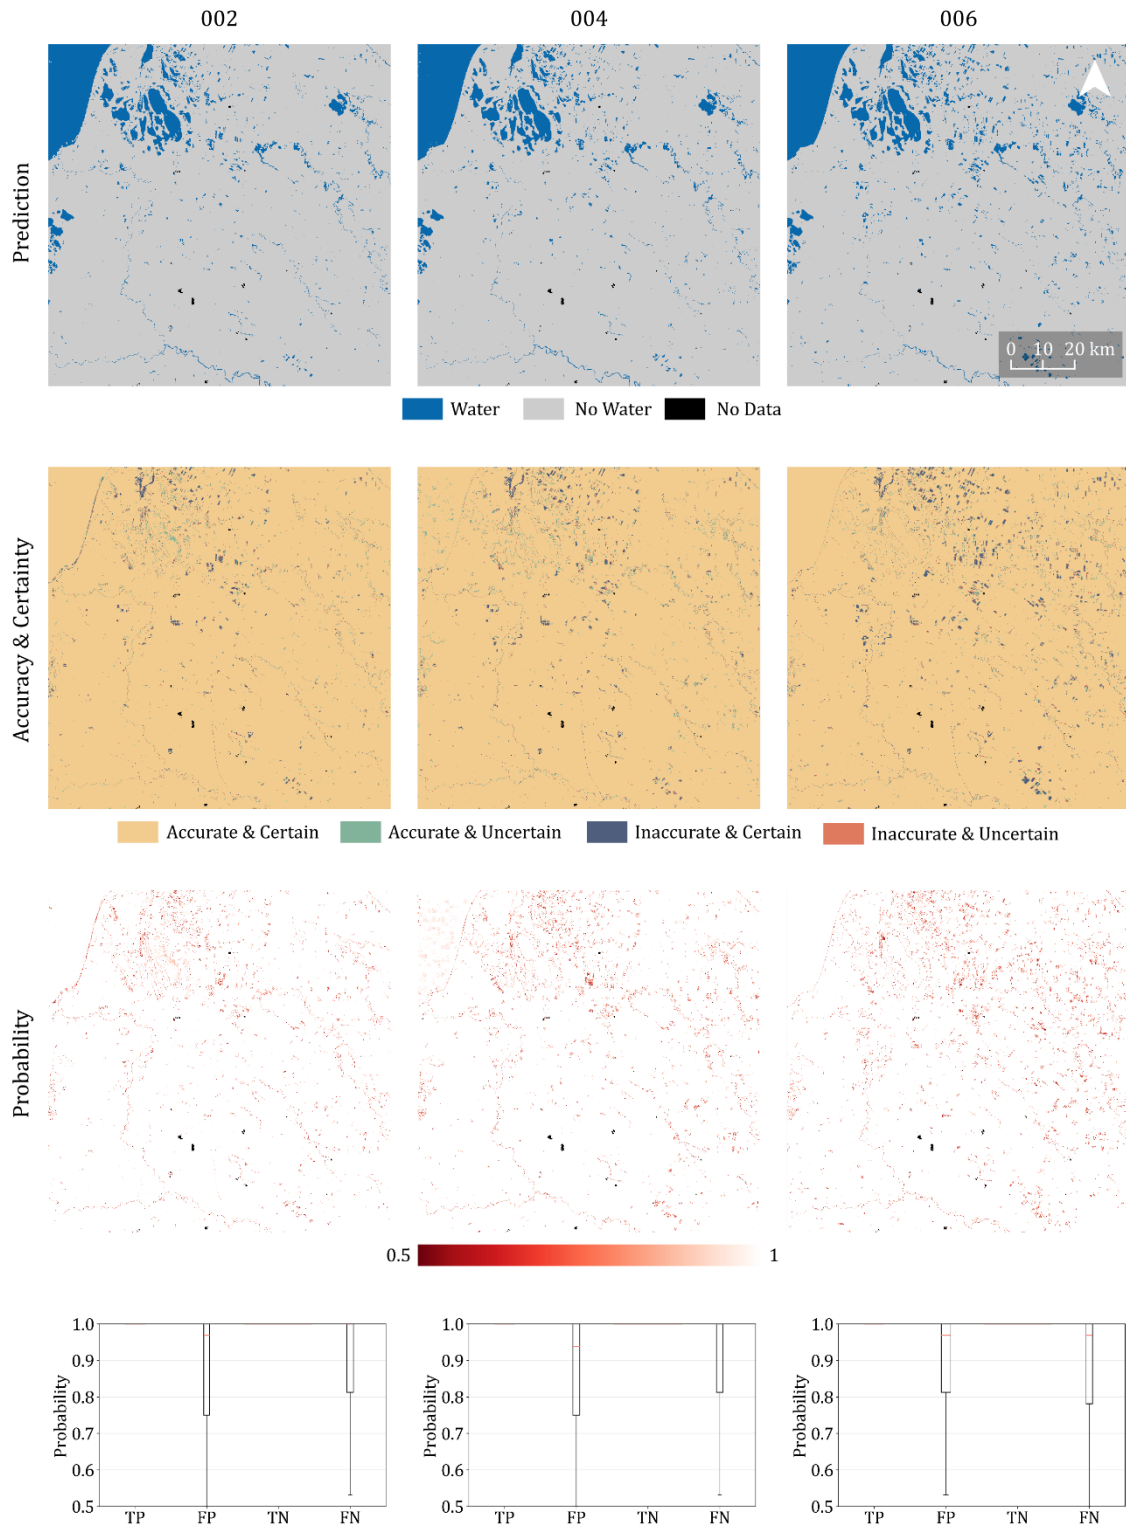 002 004 006
Prediction
0 10 20 km
Water No Water No Data
Accuracy & Certainty
Accurate & Certain Accurate & Uncertain Inaccurate & Certain Inaccurate & Uncertain
Probability
0.5 1
Probability
1.0
0.9
0.8
0.7
0.6
0.5
TP FP TN FN
Probability
1.0
0.9
0.8
0.7
0.6
0.5
TP FP TN FN
Probability
1.0
0.9
0.8
0.7
0.6
0.5
TP FP TN FN